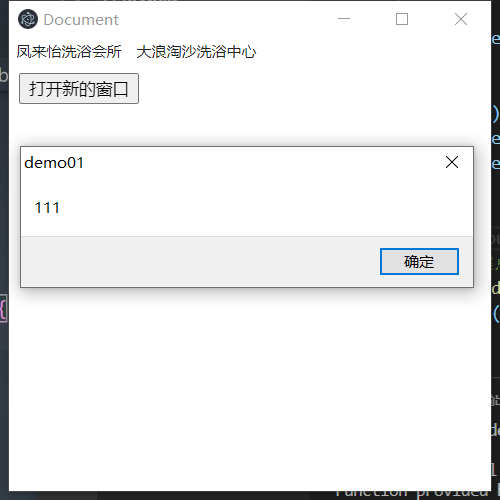 Document
凤来怡洗浴会所 大浪淘沙洗浴中心
打开新的窗口
demo01
111
确定
Function provided